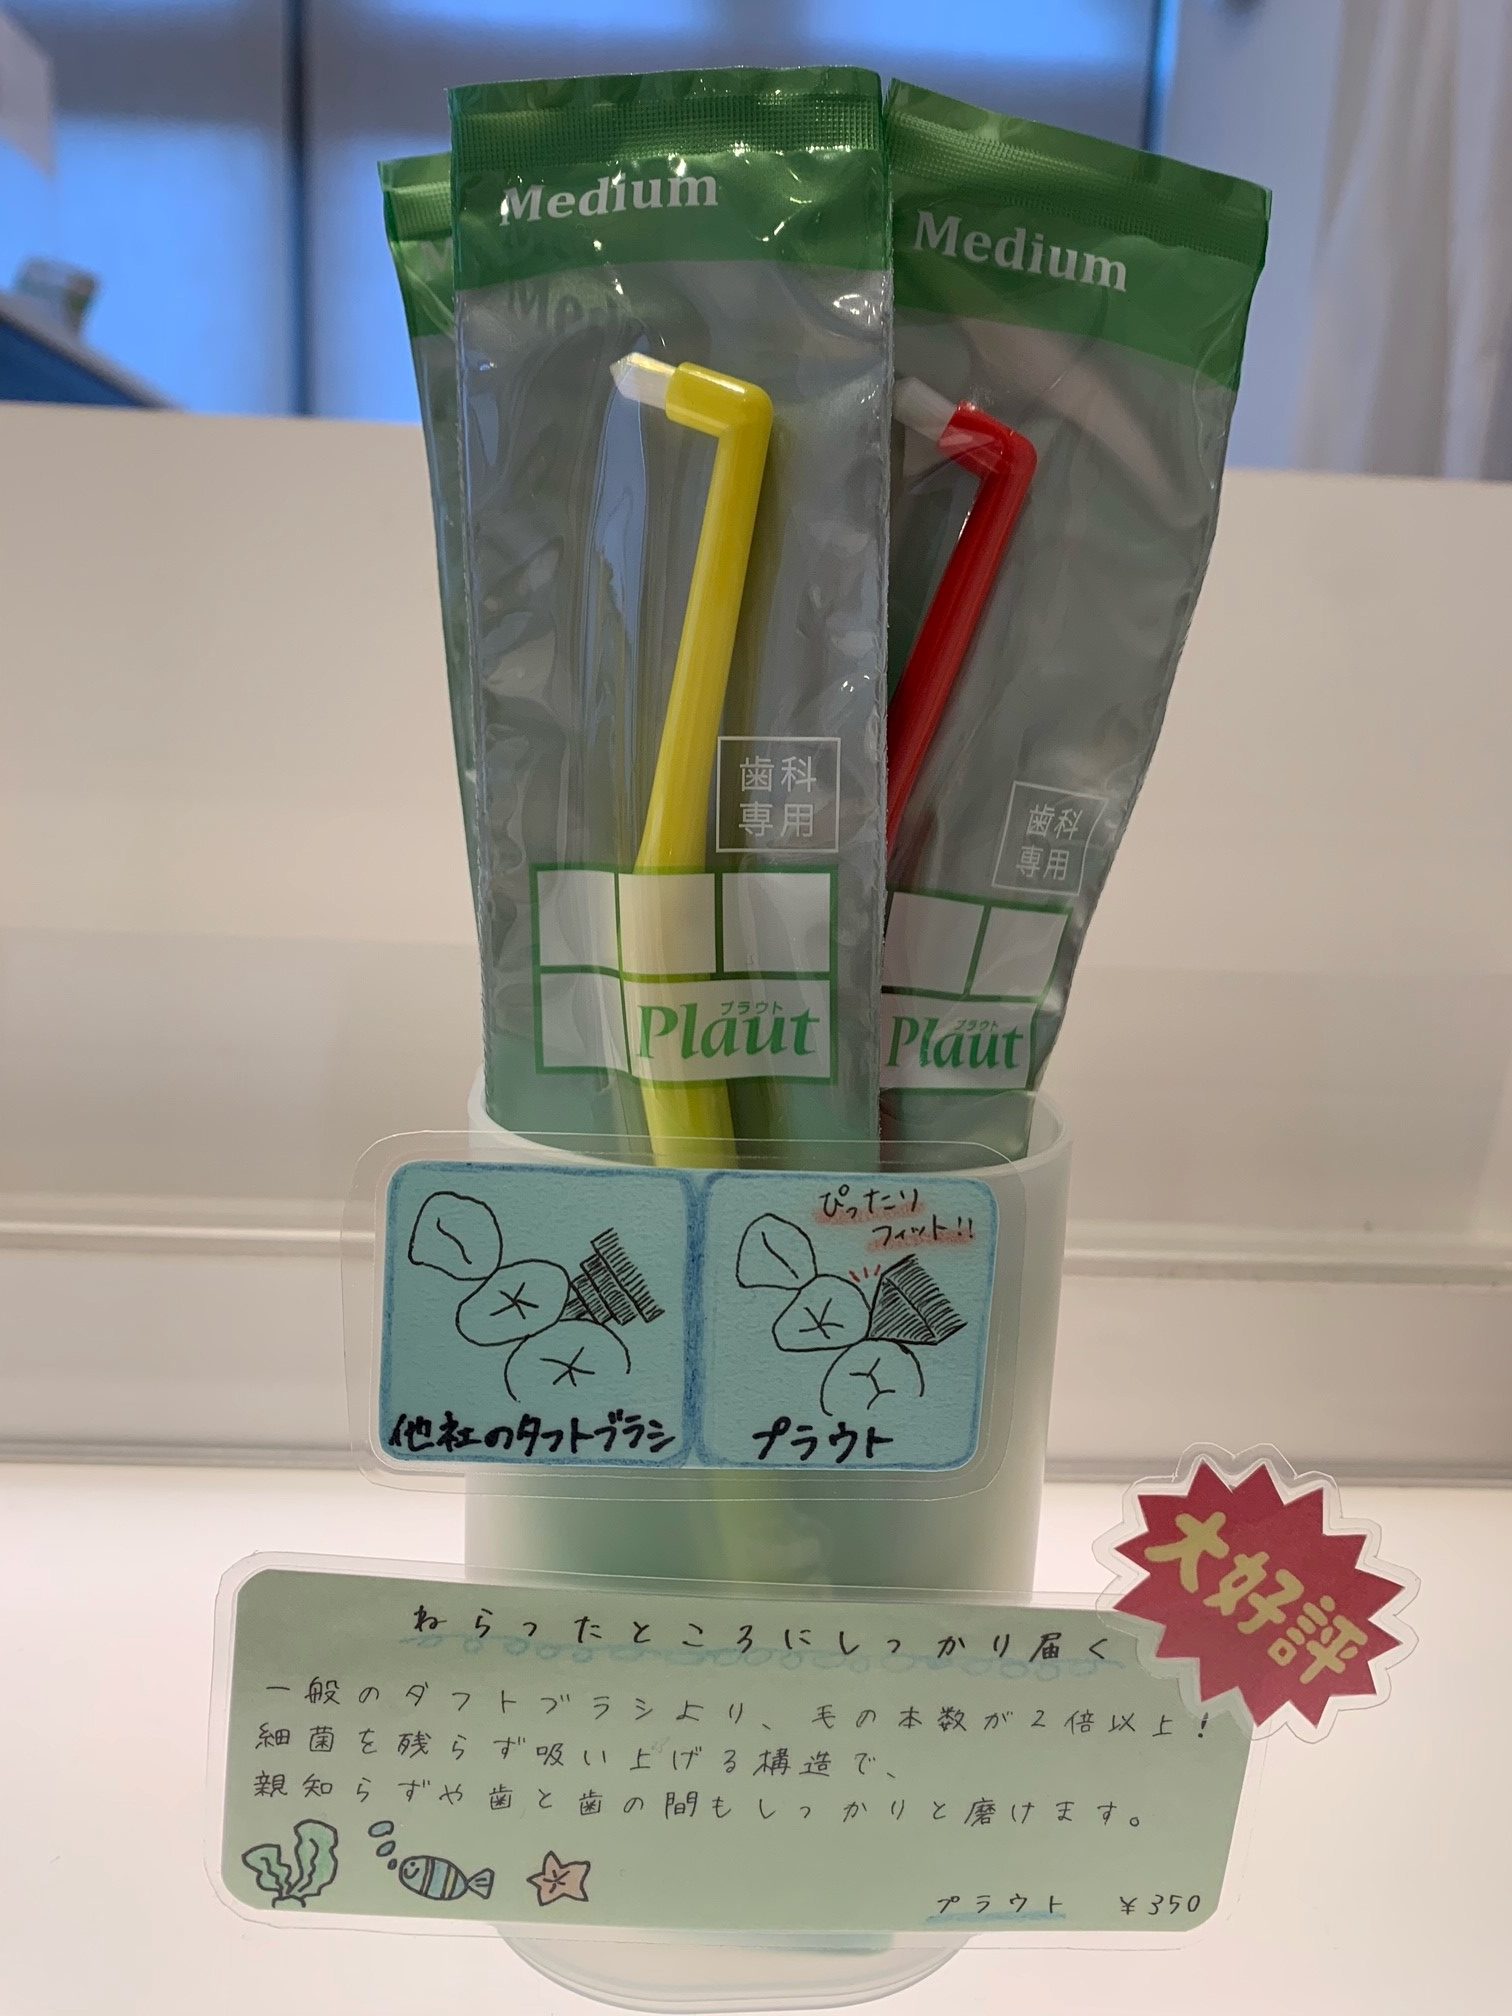 Medium
Medium
歯科
専用
歯科
専用
プラウト
Plaut
プラウト
Plaut
ぴったり
フィット!!
他社のタフトブラシ
プラウト
大好評
ねらったところにしっかり届く
一般のタフトブラシより、毛の本数が2倍以上!
細菌を残らず吸い上げる構造で、
親知らずや歯と歯の間もしっかりと磨けます。
プラウト ¥350